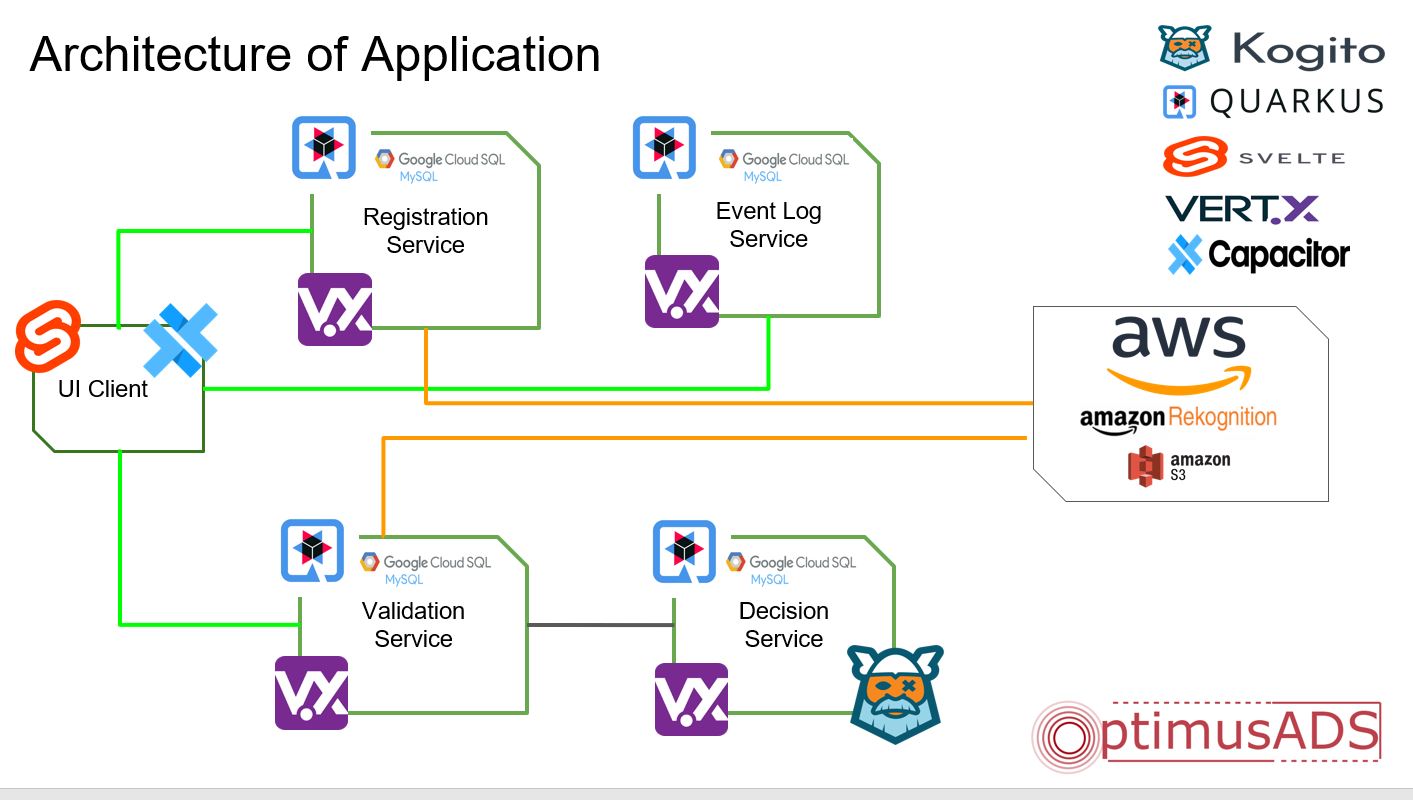 Architecture of Application
Kogito
QUARKUS
SVELTE
VERT.X
Capacitor
Google Cloud SQL
MySQL
Registration
Service
V.X
Google Cloud SQL
MySQL
Event Log
Service
V.X
UI Client
aws
amazon Rekognition
amazon
S3
Google Cloud SQL
MySQL
Validation
Service
V.X
Google Cloud SQL
MySQL
Decision
Service
V.X
OptimusADS